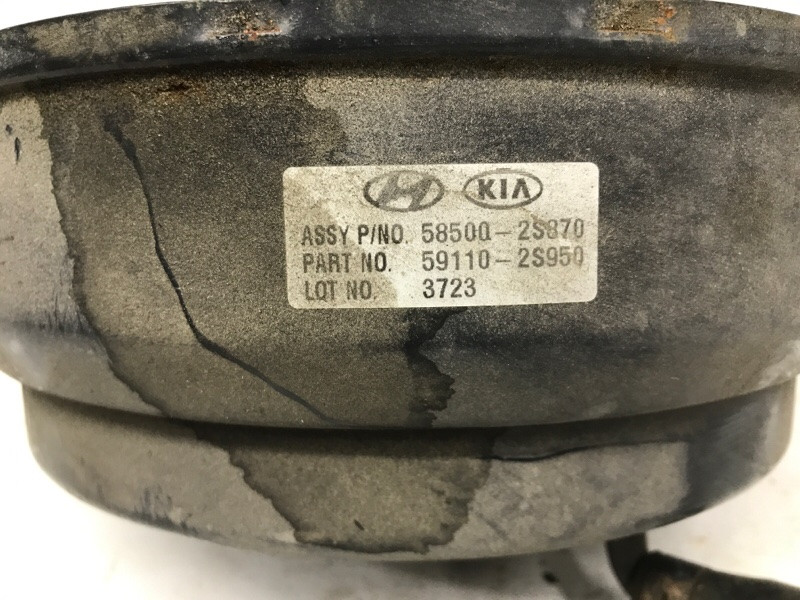 KIA
ASSY P/NO. 58500-2S870
PART NO. 59110-2S950
LOT NO. 3723